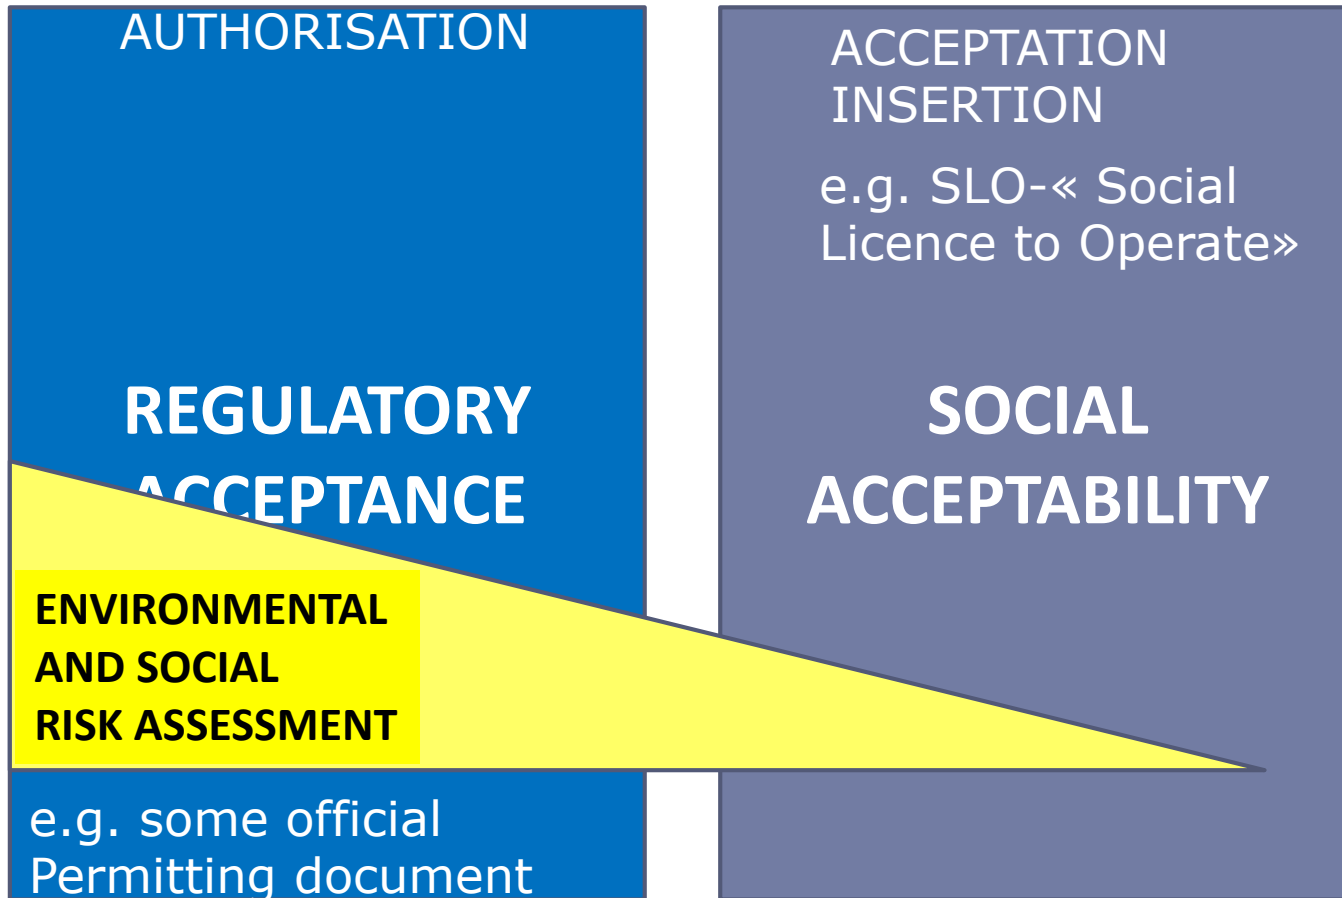 AUTHORISATION
REGULATORY
ACCEPTANCE
ENVIRONMENTAL
AND SOCIAL
RISK ASSESSMENT
e.g. some official
Permitting document
ACCEPTATION
INSERTION
e.g. SLO-« Social
Licence to Operate»
SOCIAL
ACCEPTABILITY